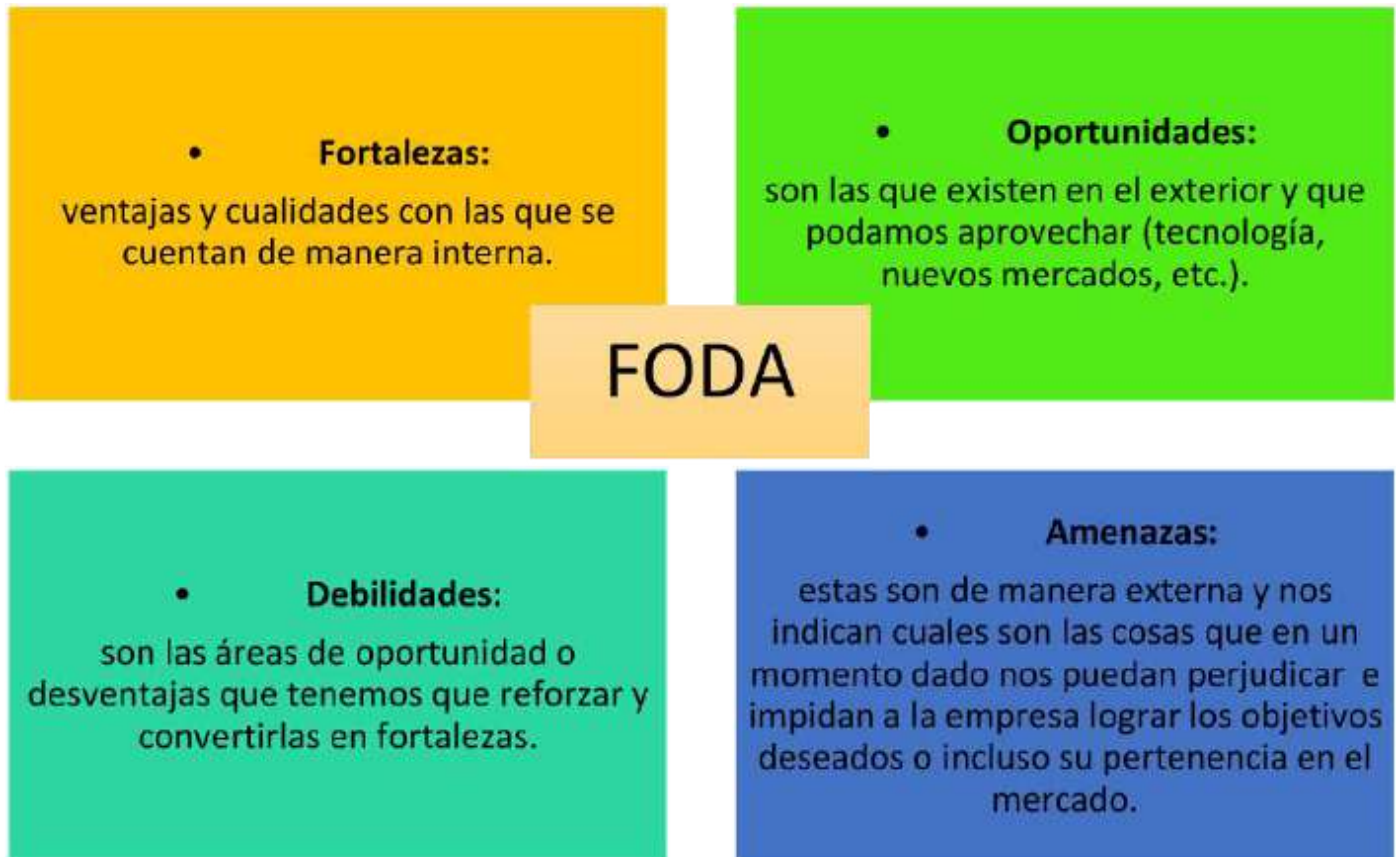 • Fortalezas:
ventajas y cualidades con las que se
cuentan de manera interna.
• Oportunidades:
son las que existen en el exterior y que
podamos aprovechar (tecnología,
nuevos mercados, etc.).
FODA
• Debilidades:
son las áreas de oportunidad o
desventajas que tenemos que reforzar y
convertirlas en fortalezas.
• Amenazas:
estas son de manera externa y nos
indican cuales son las cosas que en un
momento dado nos puedan perjudicar e
impidan a la empresa lograr los objetivos
deseados o incluso su pertenencia en el
mercado.